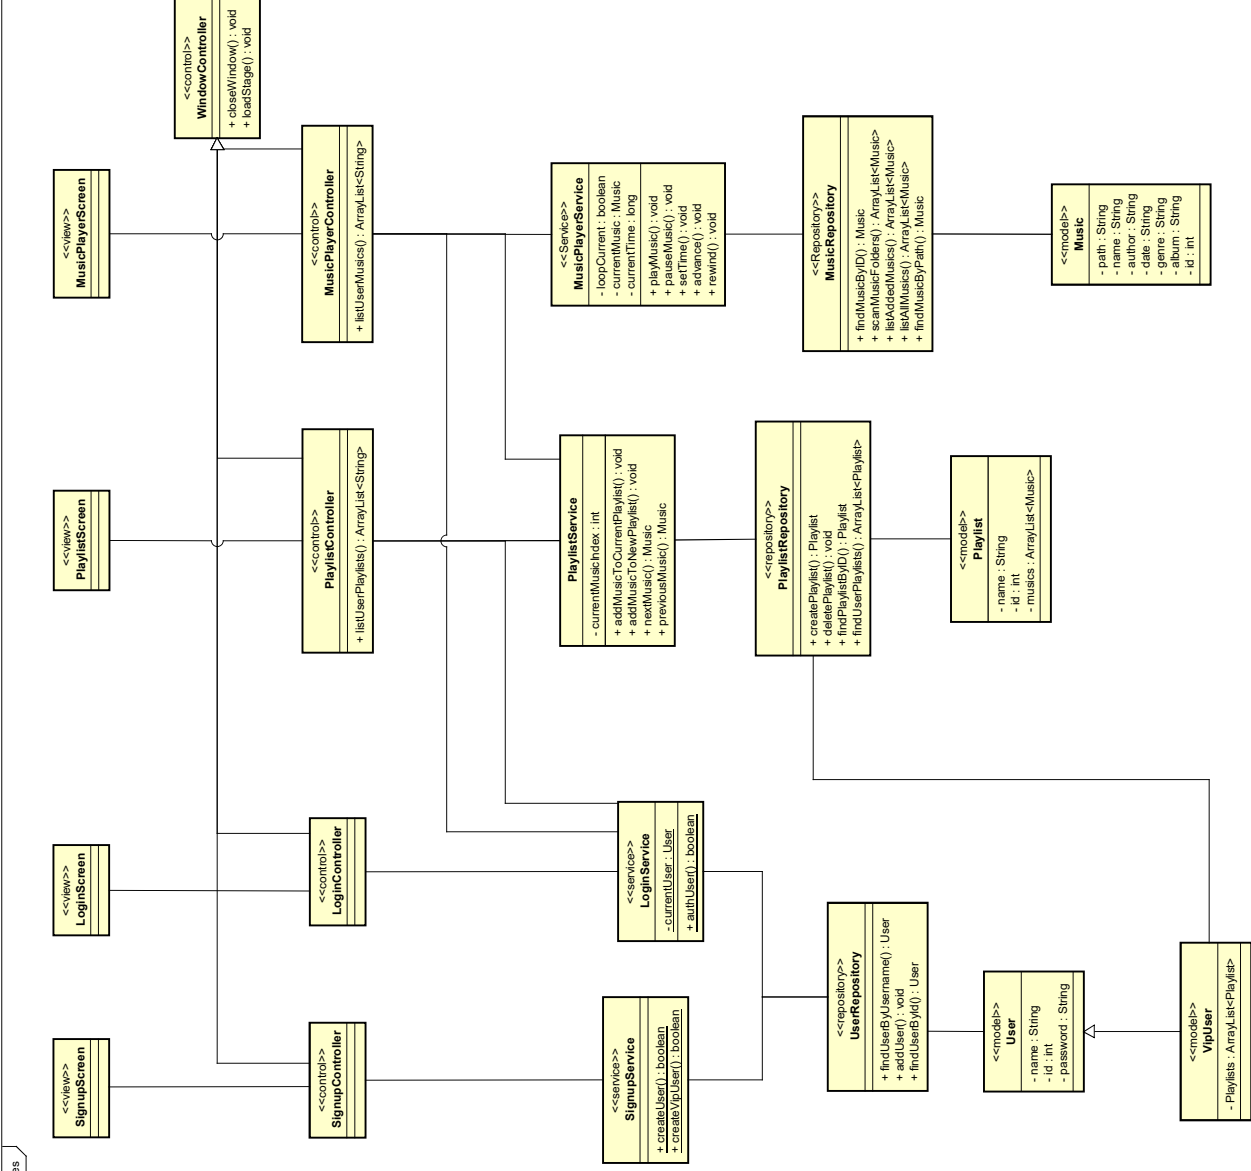 <<view>>
SignupScreen
<<view>>
LoginScreen
<<view>>
PlaylistScreen
<<view>>
MusicPlayerScreen
<<control>>
WindowController
+ closeWindow() : void
+ loadStage() : void
<<control>>
SignupController
<<control>>
LoginController
<<control>>
PlaylistController
+ listUserPlaylists() : ArrayList<String>
<<control>>
MusicPlayerController
+ listUserMusics() : ArrayList<String>
<<service>>
SignupService
+ createUser() : boolean
+ createVipUser() : boolean
<<service>>
LoginService
- currentUser : User
+ authUser() : boolean
PlaylistService
- currentMusicIndex : int
+ addMusicToCurrentPlaylist() : void
+ addMusicToNewPlaylist() : void
+ nextMusic() : Music
+ previousMusic() : Music
<<Service>>
MusicPlayerService
- loopCurrent : boolean
- currentMusic : Music
- currentTime : long
+ playMusic() : void
+ pauseMusic() : void
+ setTime() : void
+ advance() : void
+ rewind() : void
<<repository>>
UserRepository
+ findUserByUsername() : User
+ addUser() : void
+ findUserById() : User
<<repository>>
PlaylistRepository
+ createPlaylist() : Playlist
+ deletePlaylist() : void
+ findPlaylistByID() : Playlist
+ findUserPlaylists() : ArrayList<Playlist>
<<Repository>>
MusicRepository
+ findMusicByID() : Music
+ scanMusicFolders() : ArrayList<Music>
+ listAddedMusics() : ArrayList<Music>
+ listAllMusics() : ArrayList<Music>
+ findMusicByPath() : Music
<<model>>
User
- name : String
- id : int
- password : String
<<model>>
Playlist
- name : String
- id : int
- musics : ArrayList<Music>
<<model>>
Music
- path : String
- name : String
- author : String
- date : String
- genre : String
- album : String
- id : int
<<model>>
VipUser
- Playlists : ArrayList<Playlist>